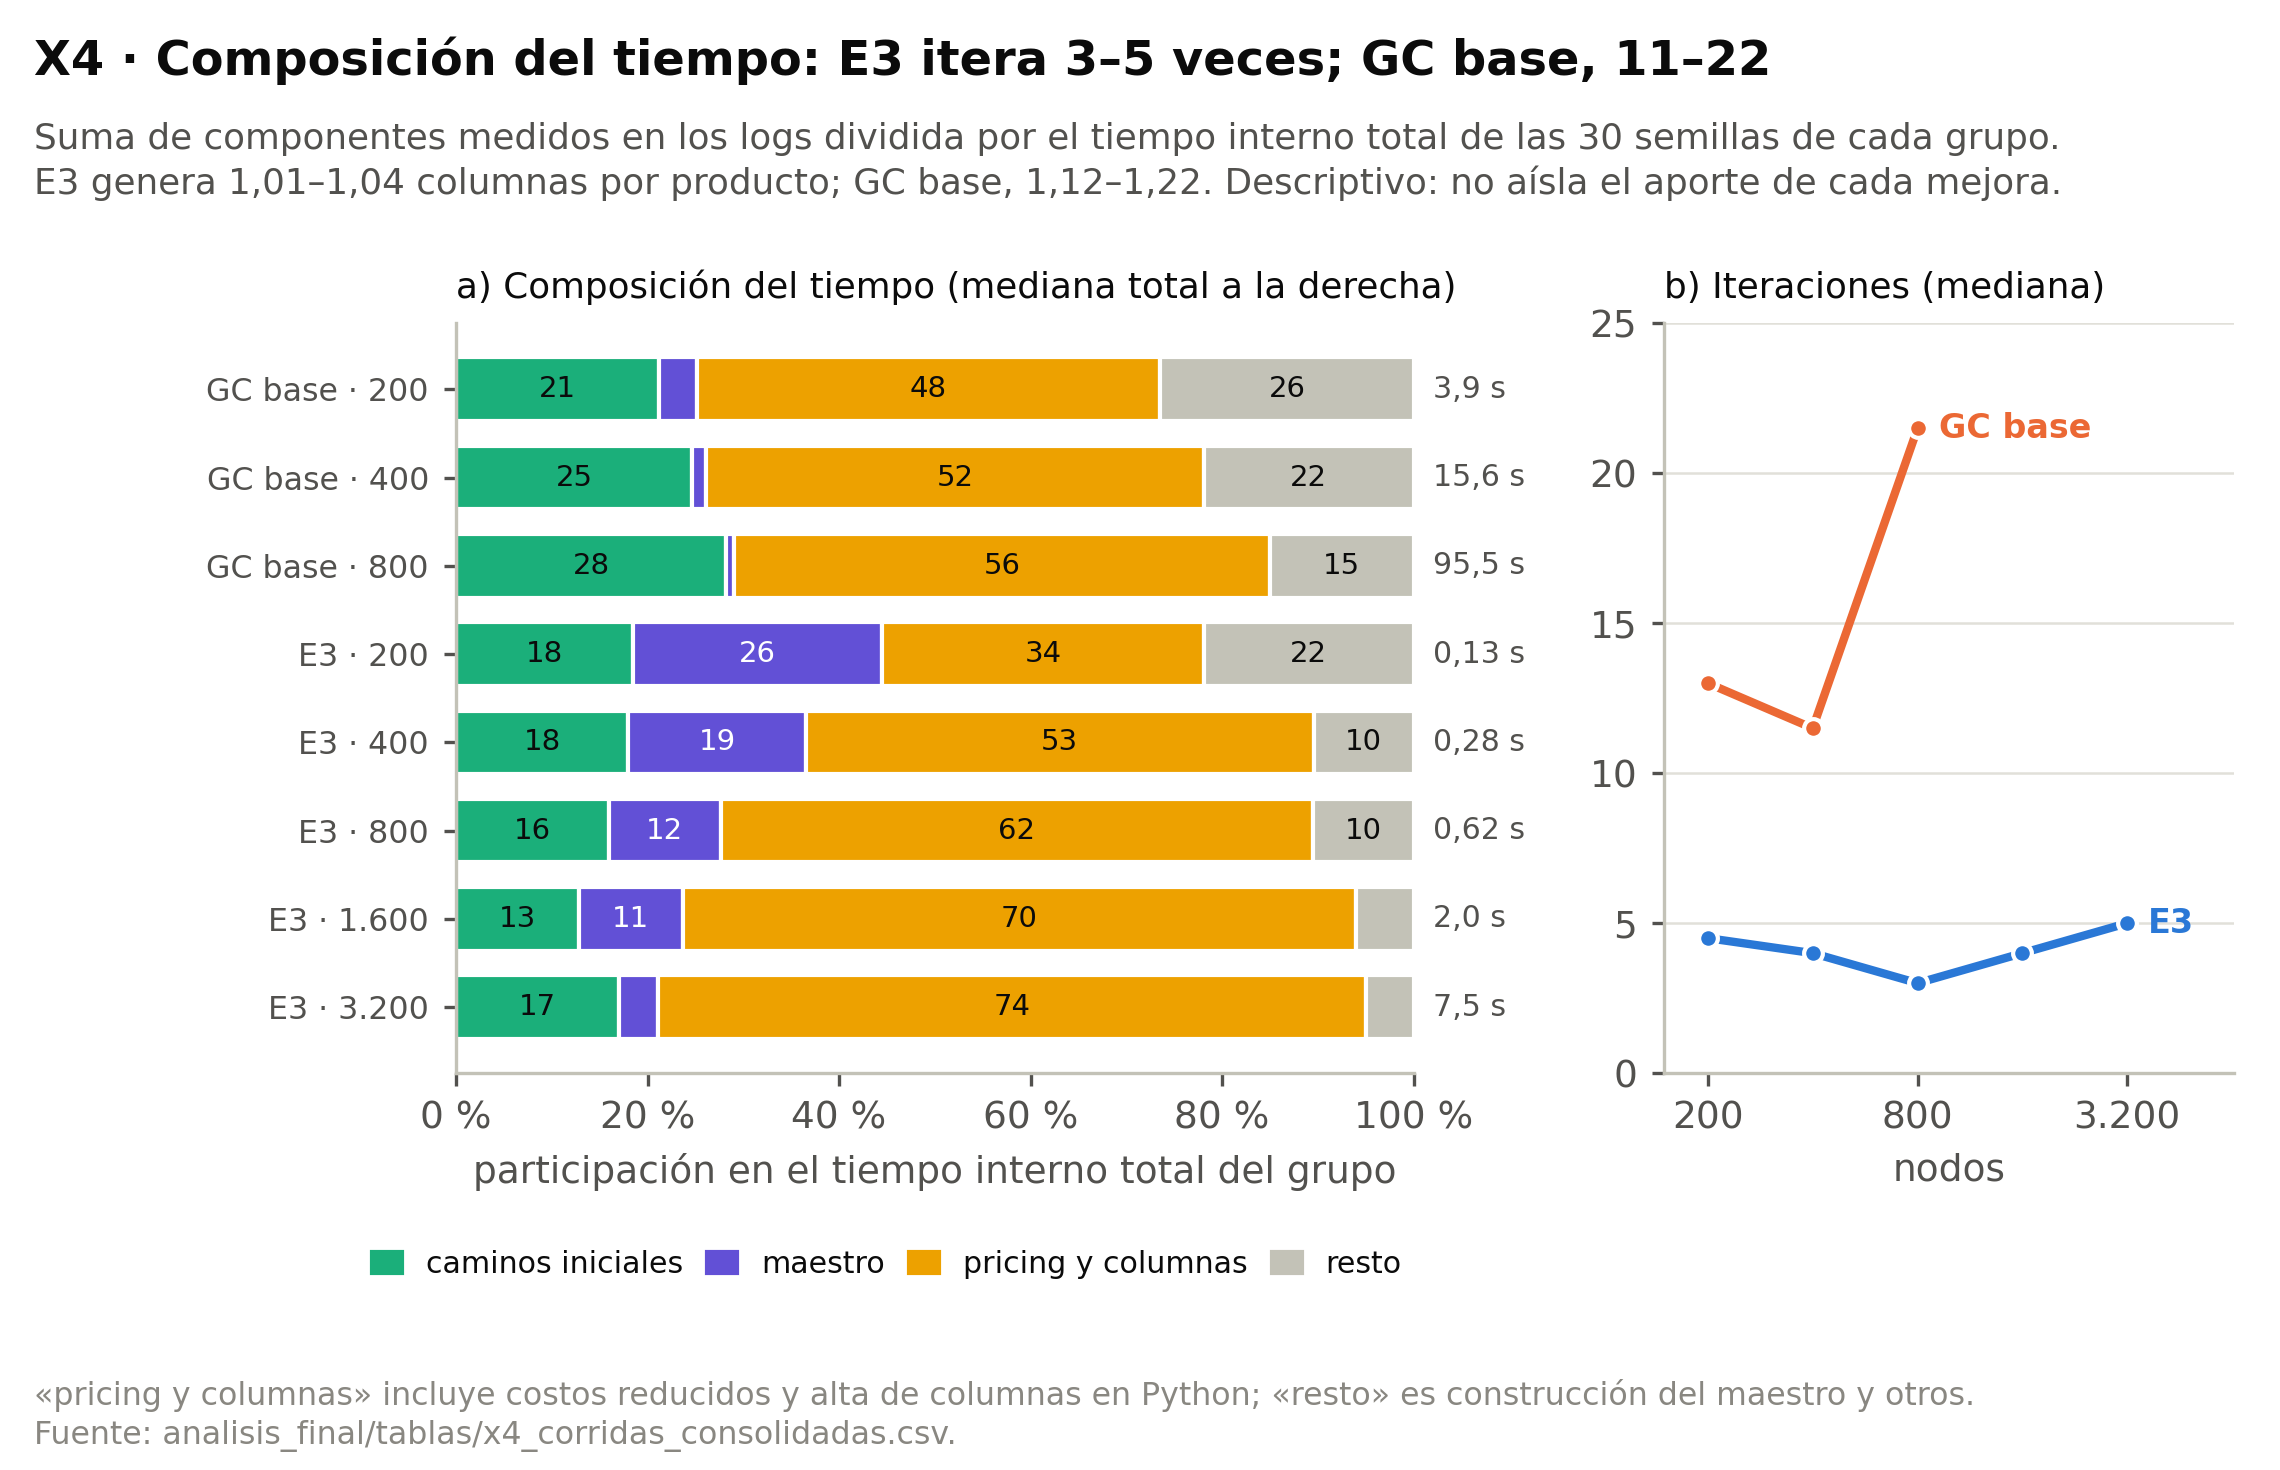 X4 · Composición del tiempo: E3 itera 3–5 veces; GC base, 11–22
Suma de componentes medidos en los logs dividida por el tiempo interno total de las 30 semillas de cada grupo.
E3 genera 1,01–1,04 columnas por producto; GC base, 1,12–1,22. Descriptivo: no aísla el aporte de cada mejora.
a) Composición del tiempo (mediana total a la derecha)
GC base · 200 21 48 26 3,9 s
GC base · 400 25 52 22 15,6 s
GC base · 800 28 56 15 95,5 s
E3 · 200 18 26 34 22 0,13 s
E3 · 400 18 19 53 10 0,28 s
E3 · 800 16 12 62 10 0,62 s
E3 · 1.600 13 11 70 2,0 s
E3 · 3.200 17 74 7,5 s
0 % 20 % 40 % 60 % 80 % 100 %
participación en el tiempo interno total del grupo
caminos iniciales maestro pricing y columnas resto
b) Iteraciones (mediana)
25
20
15
10
5
0
GC base
E3
200 800 3.200
nodos
«pricing y columnas» incluye costos reducidos y alta de columnas en Python; «resto» es construcción del maestro y otros.
Fuente: analisis_final/tablas/x4_corridas_consolidadas.csv.